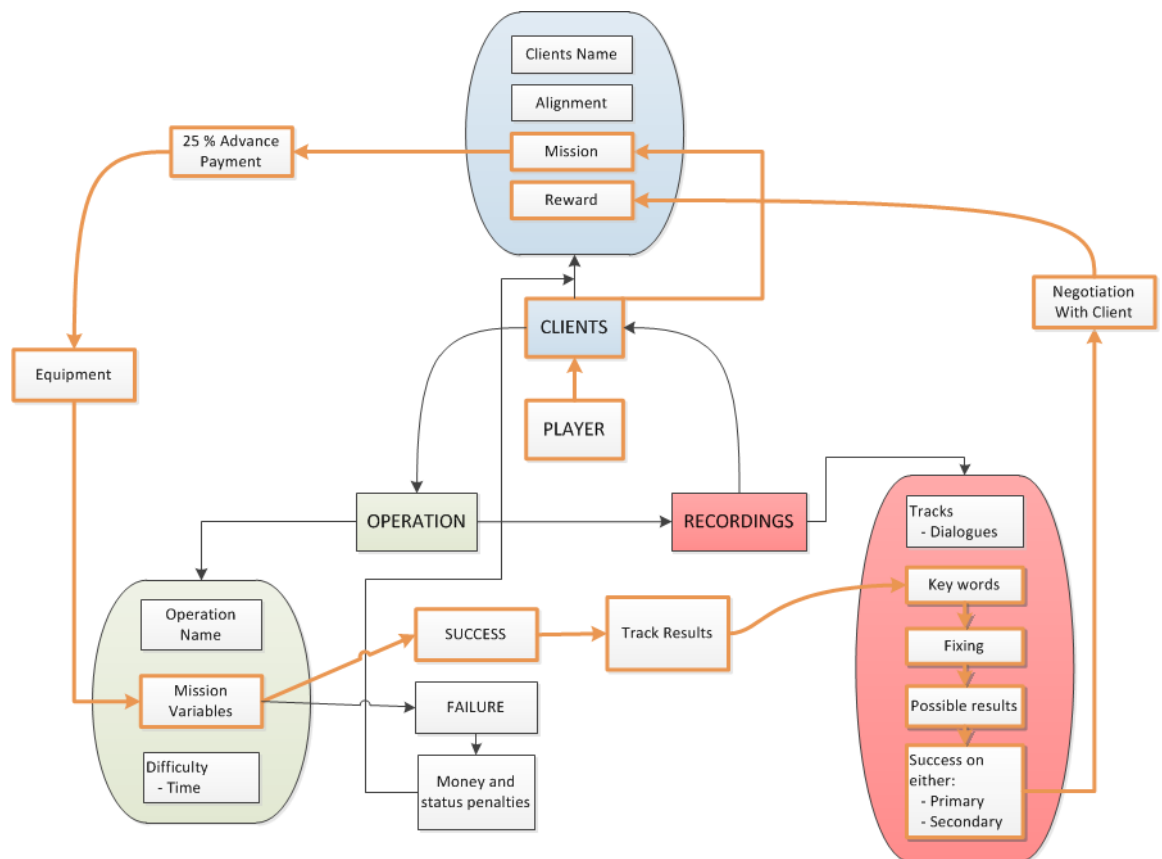 Clients Name
Alignment
25 % Advance
Payment
Mission
Reward
Negotiation
With Client
CLIENTS
Equipment
PLAYER
OPERATION
RECORDINGS
Tracks
- Dialogues
Key words
Operation
Name
SUCCESS
Track Results
Fixing
Mission
Variables
FAILURE
Possible results
Difficulty
- Time
Money and
status penalties
Success on
either:
- Primary
- Secondary